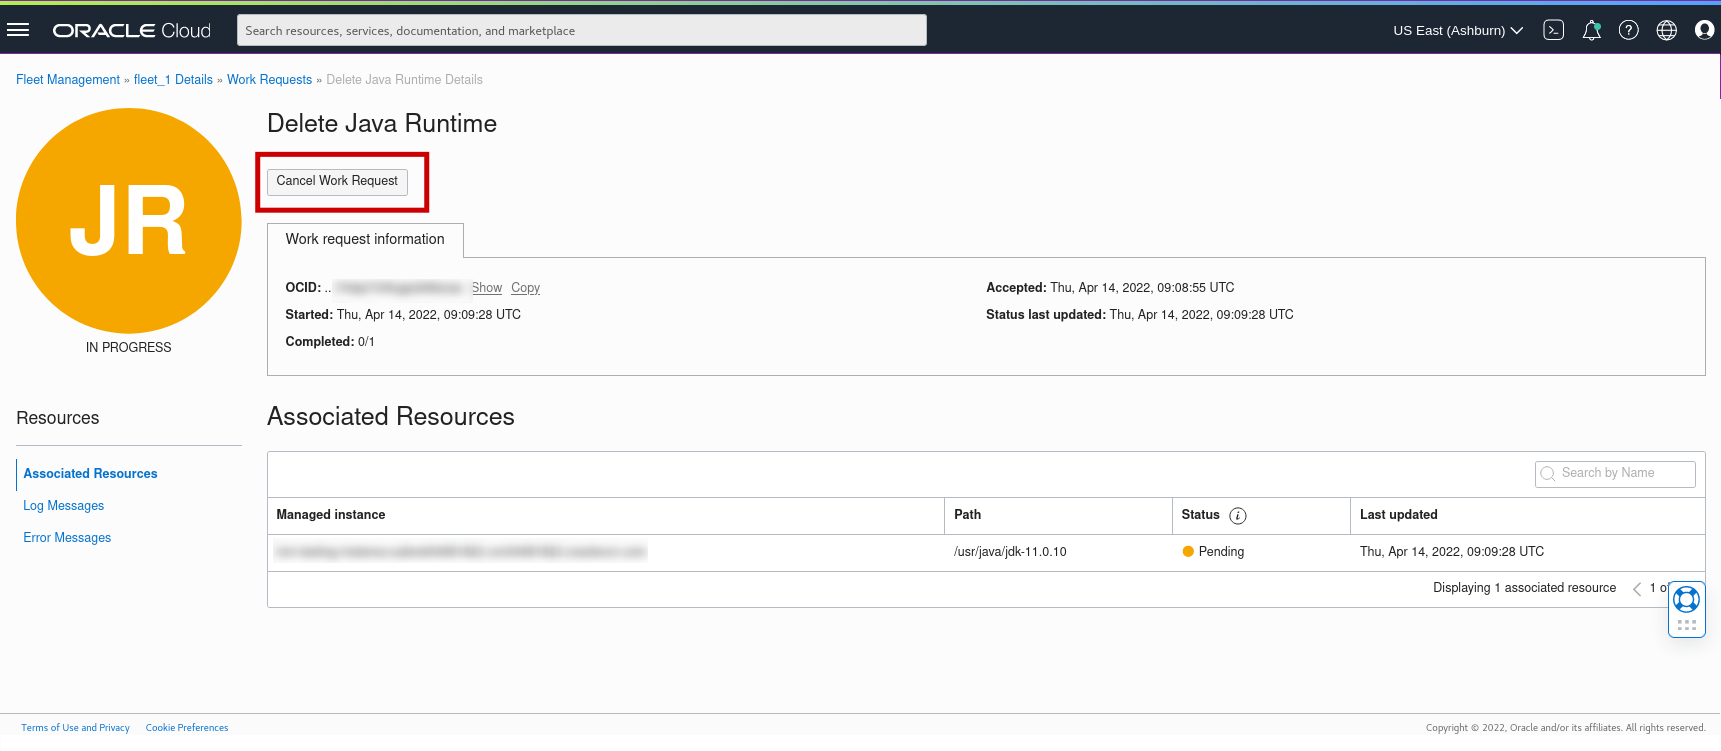 ORACLE Cloud
Search resources, services, documentation, and marketplace
US East (Ashburn)
Fleet Management » fleet_1 Details » Work Requests » Delete Java Runtime Details
JR
IN PROGRESS
Delete Java Runtime
Cancel Work Request
Work request information
OCID: .. Show Copy
Accepted: Thu, Apr 14, 2022, 09:08:55 UTC
Started: Thu, Apr 14, 2022, 09:09:28 UTC
Status last updated: Thu, Apr 14, 2022, 09:09:28 UTC
Completed: 0/1
Resources
Associated Resources
Log Messages
Error Messages
Associated Resources
Search by Name
Managed instance Path Status i Last updated
/usr/java/jdk-11.0.10 Pending Thu, Apr 14, 2022, 09:09:28 UTC
Displaying 1 associated resource 1
Terms of Use and Privacy Cookie Preferences
Copyright © 2022, Oracle and/or its affiliates. All rights reserved.